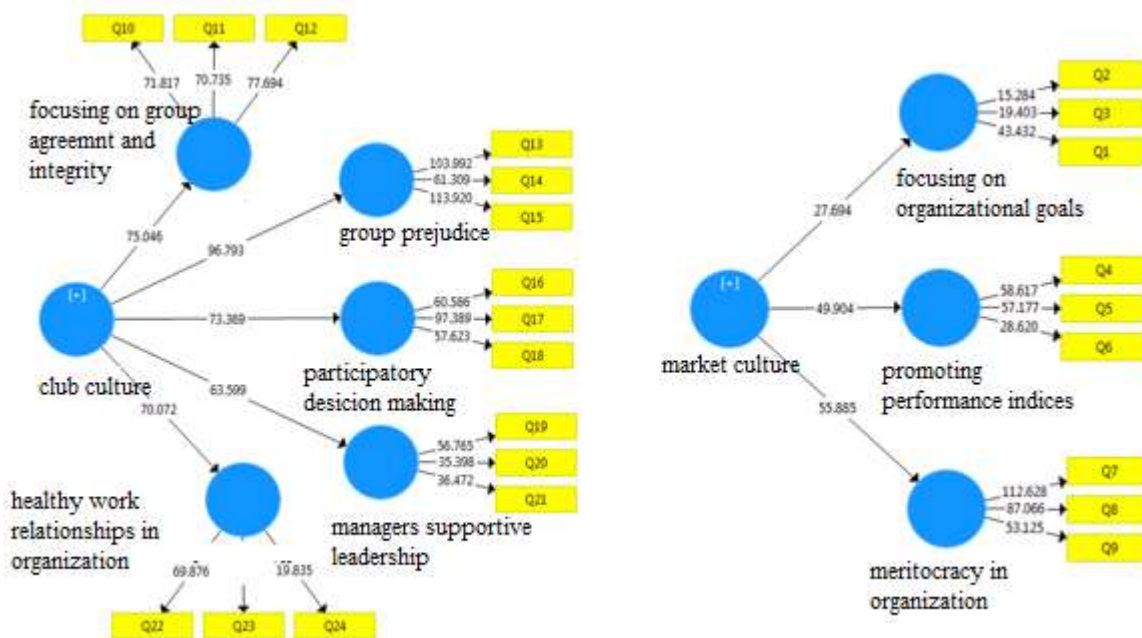 Q10
Q11
Q12
71.817
70.735
77.694
focusing on group
agreemnt and
integrity
75.046
Q13
Q14
Q15
103.992
61.309
113.920
group prejudice
96.793
[+]
club culture
73.369
Q16
Q17
Q18
60.586
97.389
57.623
participatory
desicion making
63.599
Q19
Q20
Q21
56.765
35.398
36.472
managers supportive
leadership
70.072
healthy work
relationships in
organization
69.876
19.835
Q22
Q23
Q24
Q2
Q3
Q1
15.284
19.403
43.432
focusing on
organizational goals
27.694
[+]
market culture
49.904
Q4
Q5
Q6
58.617
57.177
28.620
promoting
performance indices
55.885
Q7
Q8
Q9
112.628
87.066
53.125
meritocracy in
organization